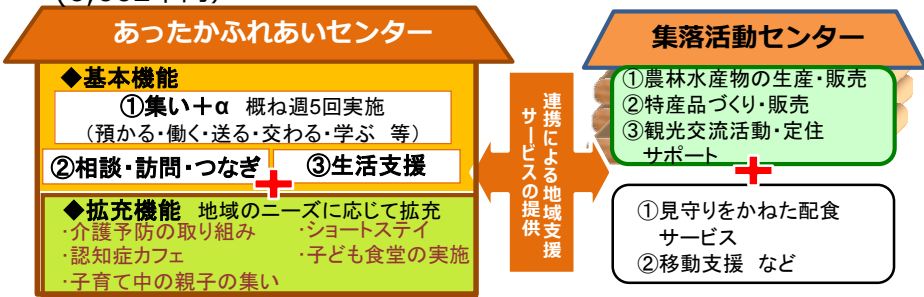 あったかふれあいセンター
◆基本機能
①集い+α 概ね週5回実施
(預かる・働く・送る・交わる・学ぶ 等)
②相談・訪問・つなぎ
③生活支援
◆拡充機能 地域のニーズに応じて拡充
・介護予防の取り組み
・ショートステイ
・認知症カフェ
・子ども食堂の実施
・子育て中の親子の集い
連携による地域支援
サービスの提供
集落活動センター
①農林水産物の生産・販売
②特産品づくり・販売
③観光交流活動・定住
サポート
①見守りをかねた配食
サービス
②移動支援 など